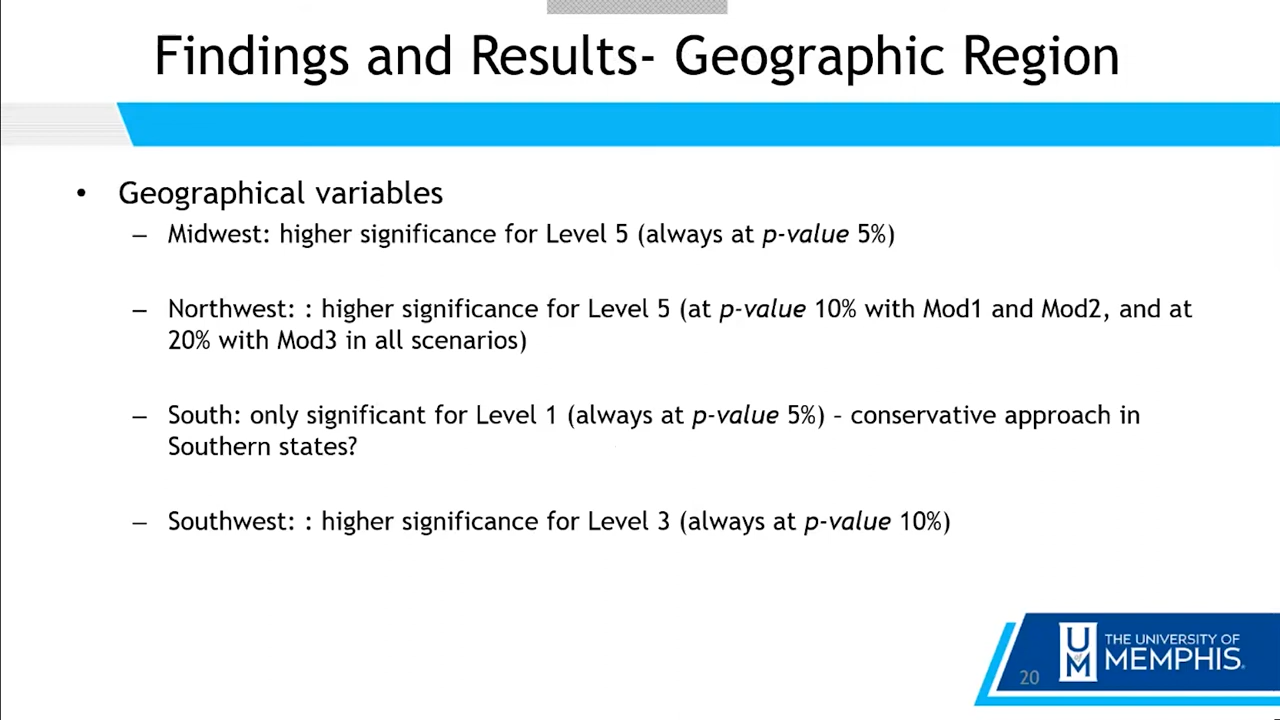 Findings and Results- Geographic Region
• Geographical variables
– Midwest: higher significance for Level 5 (always at p-value 5%)
– Northwest: : higher significance for Level 5 (at p-value 10% with Mod1 and Mod2, and at
20% with Mod3 in all scenarios)
– South: only significant for Level 1 (always at p-value 5%) – conservative approach in
Southern states?
– Southwest: : higher significance for Level 3 (always at p-value 10%)
20
U of M
THE UNIVERSITY OF
MEMPHIS.